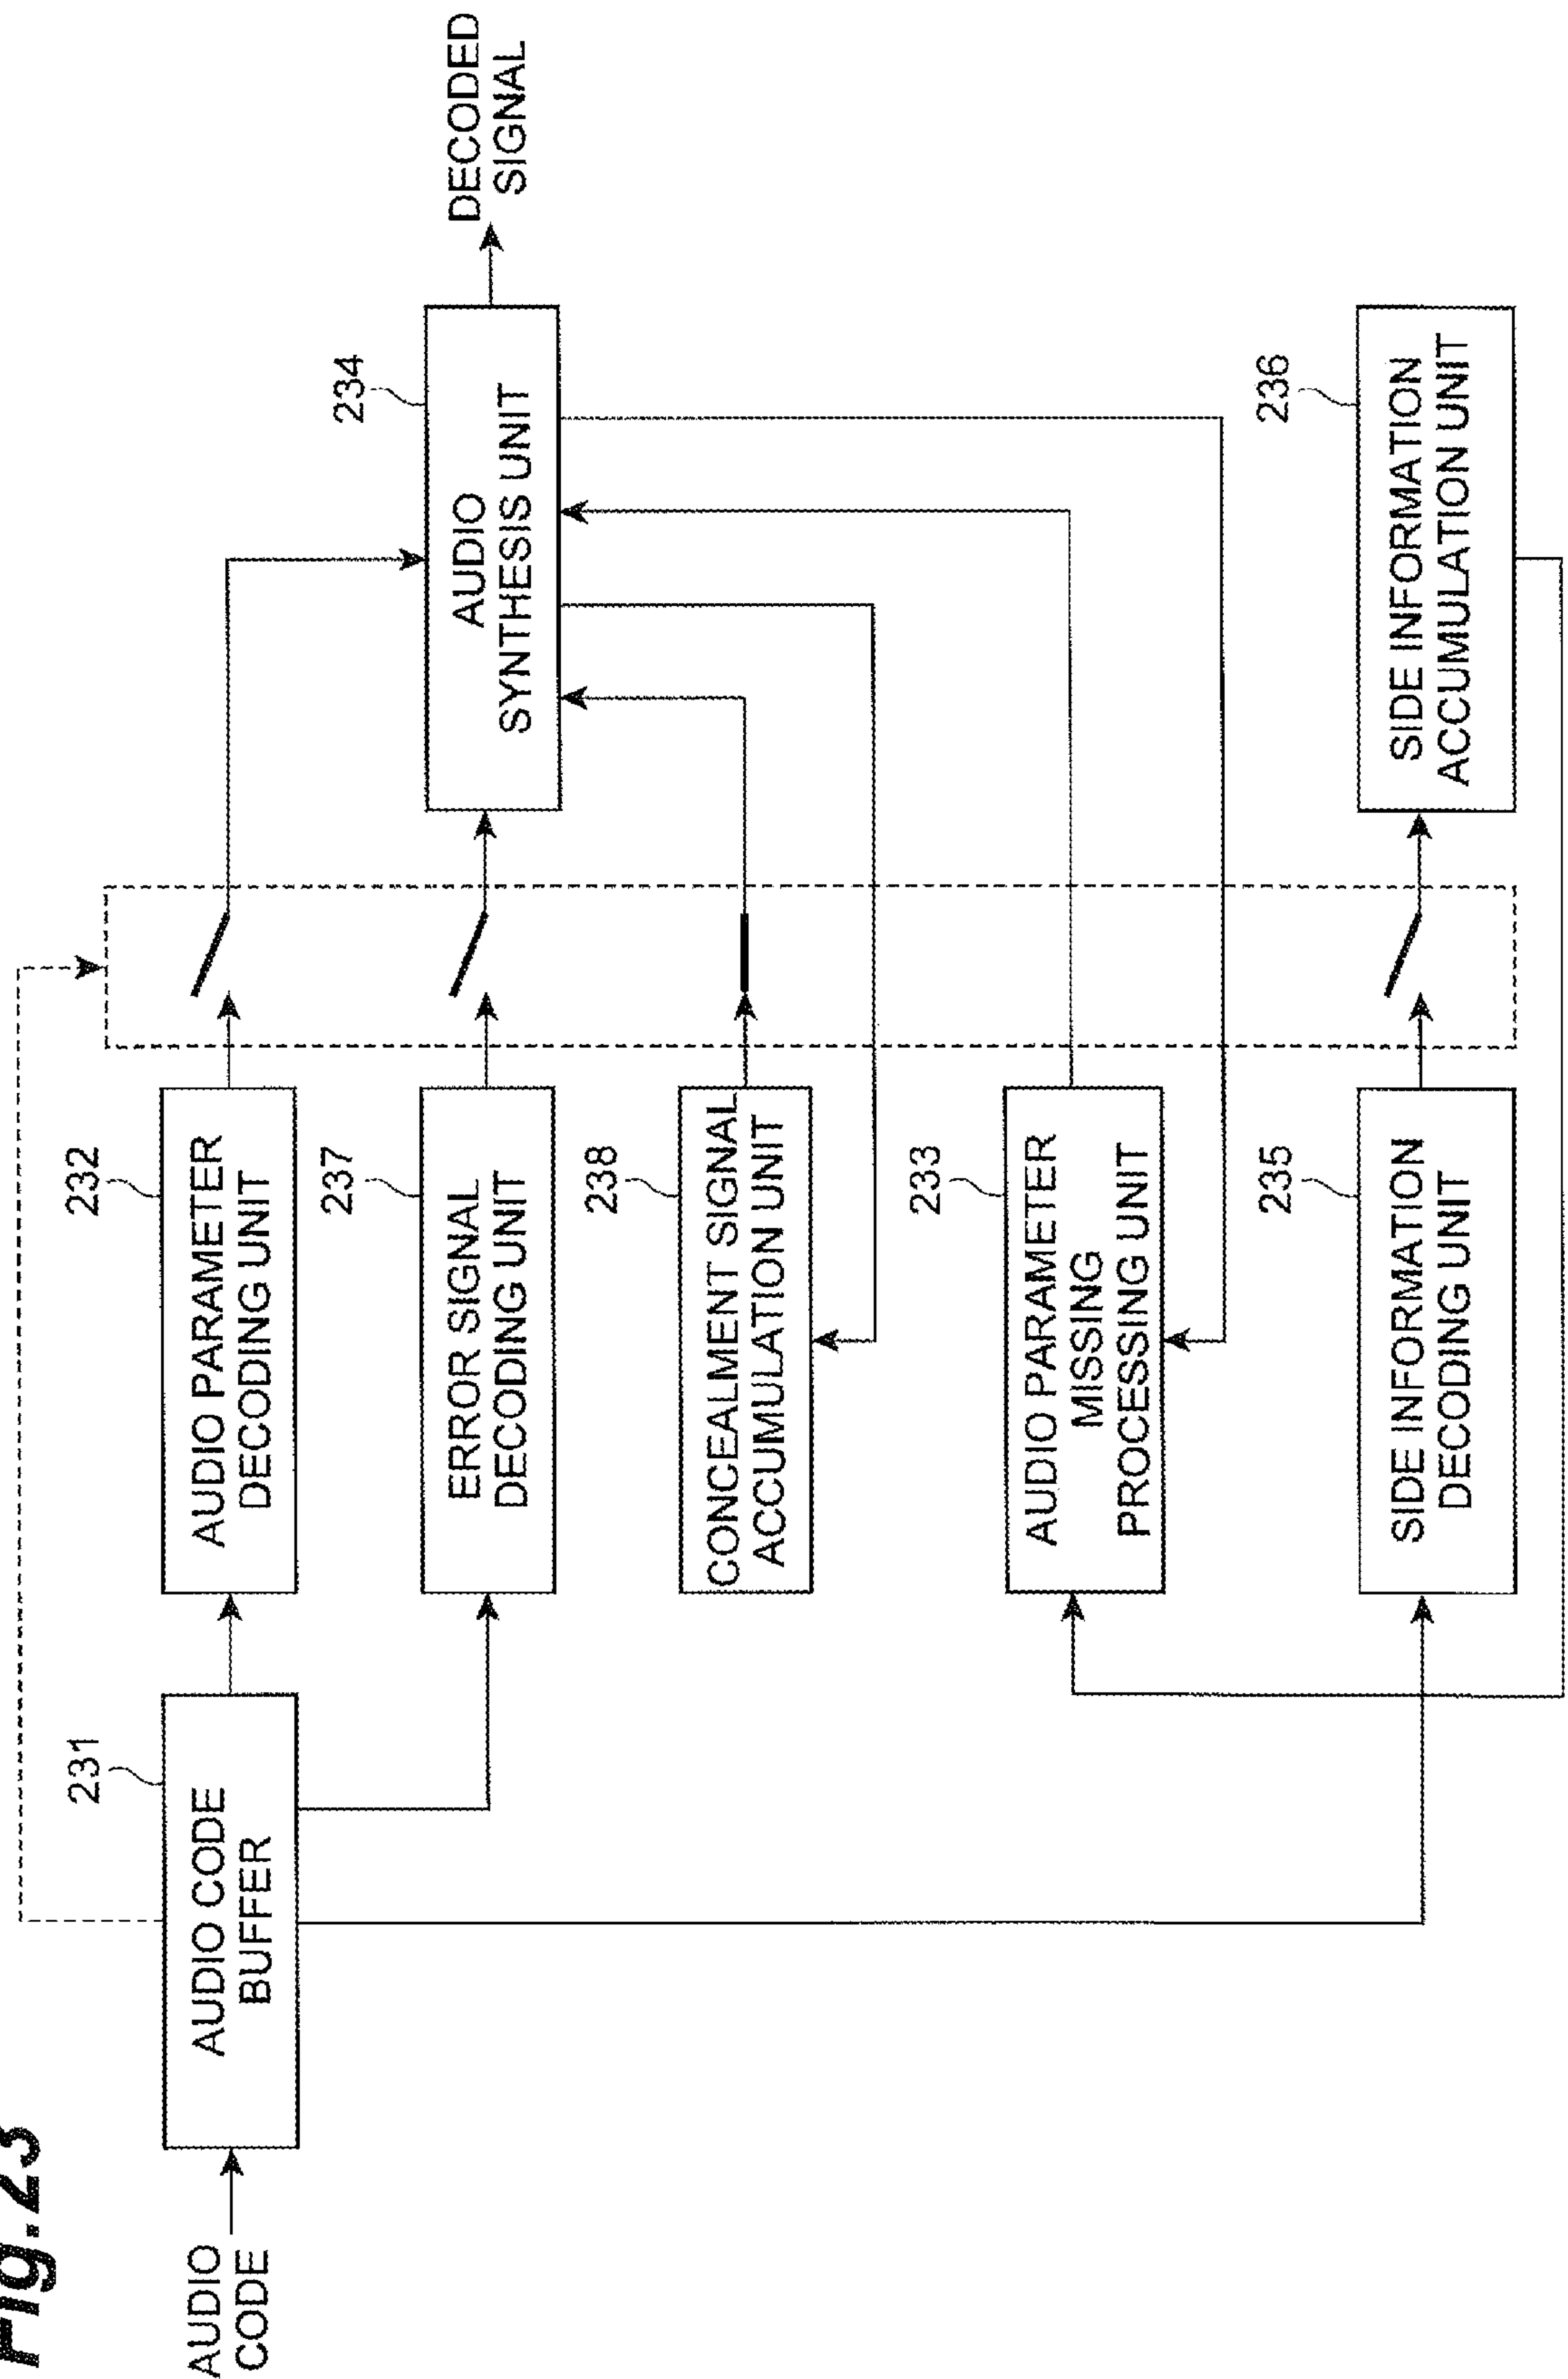 Fig.23
AUDIO
CODE
231
AUDIO CODE
BUFFER
232
AUDIO PARAMETER
DECODING UNIT
237
ERROR SIGNAL
DECODING UNIT
238
CONCEALMENT SIGNAL
ACCUMULATION UNIT
233
AUDIO PARAMETER
MISSING
PROCESSING UNIT
235
SIDE INFORMATION
DECODING UNIT
234
AUDIO
SYNTHESIS UNIT
236
SIDE INFORMATION
ACCUMULATION UNIT
DECODED
SIGNAL